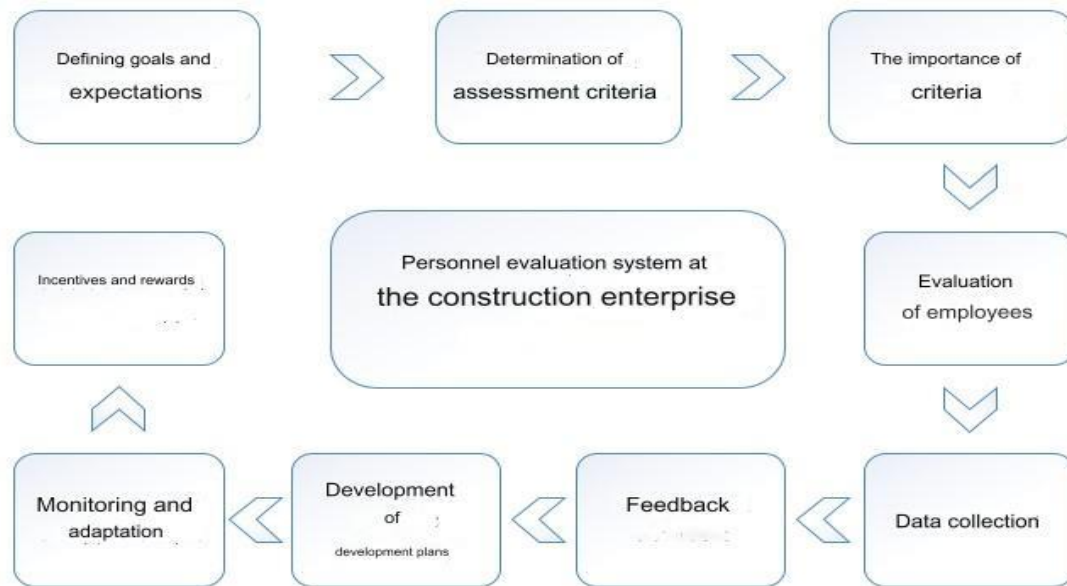 Defining goals and
expectations
Determination of
assessment criteria
The importance of
criteria
Incentives and rewards
Personnel evaluation system at
the construction enterprise
Evaluation
of employees
Monitoring and
adaptation
Development
of
development plans
Feedback
Data collection